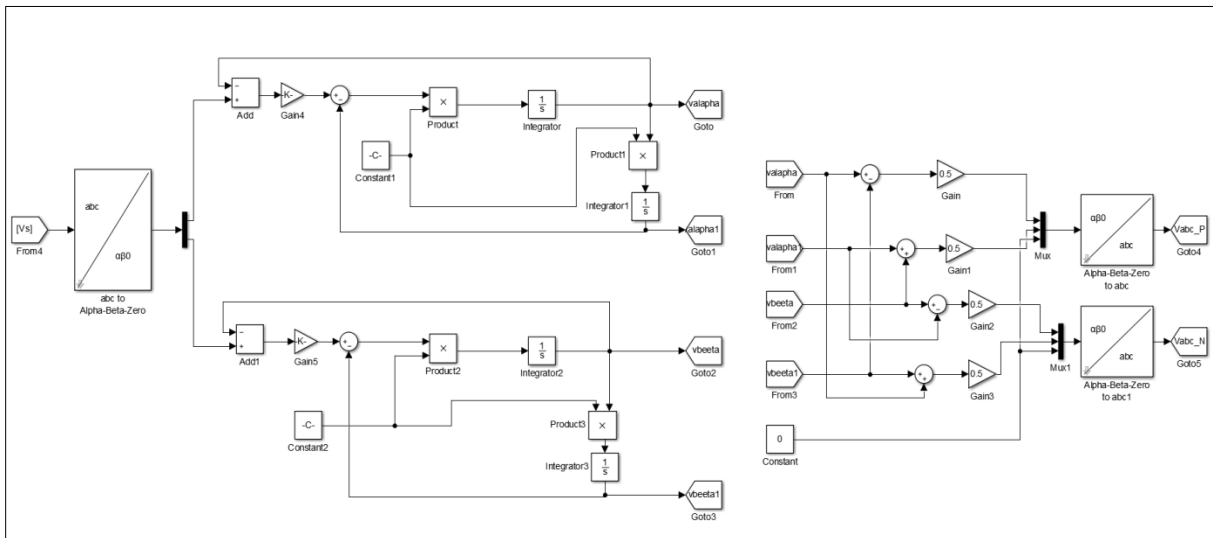 −
+
Add
-K-
Gain4
+
−
×
Product
1
s
Integrator
valapha
Goto
-C-
Constant1
Product1
×
Integrator1
1
s
alapha1
Goto1
[Vs]
From4
abc
αβ0
abc to
Alpha-Beta-Zero
−
+
Add1
-K-
Gain5
+
−
×
Product2
1
s
Integrator2
vbeeta
Goto2
-C-
Constant2
Product3
×
Integrator3
1
s
vbeeta1
Goto3
valapha
From
+
−
0.5
Gain
valapha1
From1
+
+
0.5
Gain1
vbeeta
From2
+
−
0.5
Gain2
vbeeta1
From3
+
+
0.5
Gain3
0
Constant
Mux
αβ0
abc
Alpha-Beta-Zero
to abc
Vabc_P
Goto4
Mux1
αβ0
abc
Alpha-Beta-Zero
to abc1
Vabc_N
Goto5